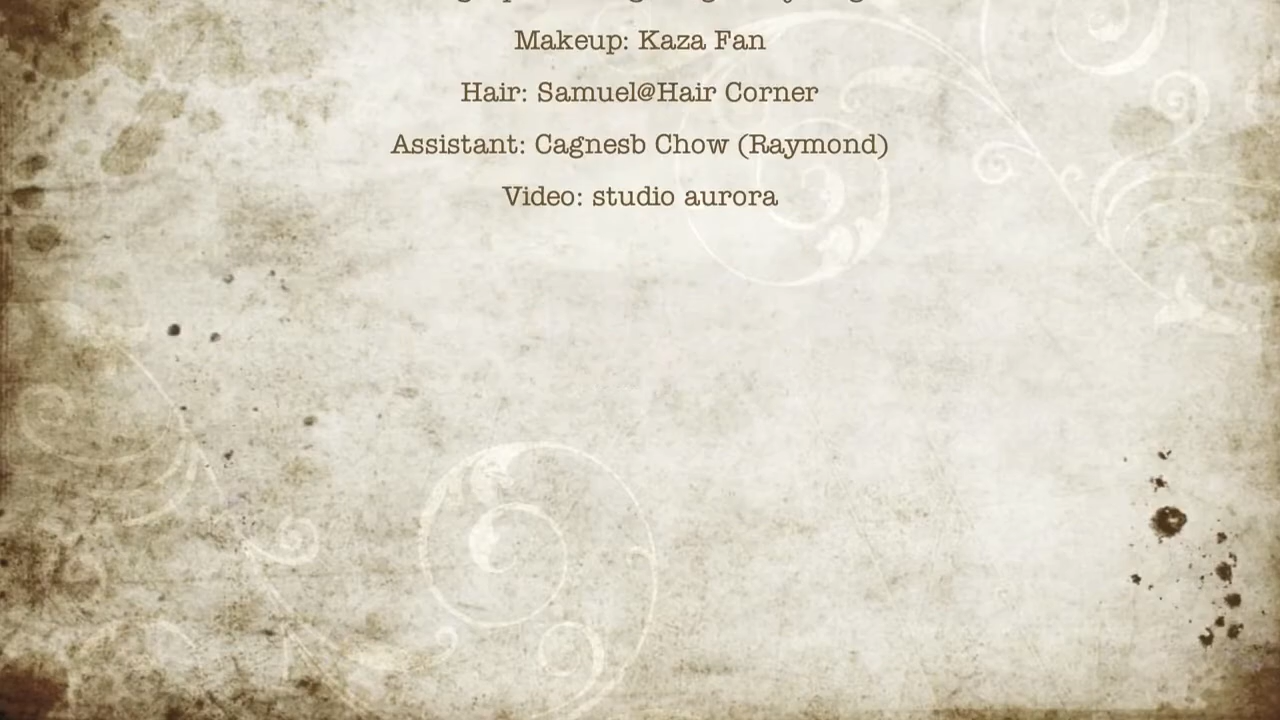 Makeup: Kaza Fan
Hair: Samuel@Hair Corner
Assistant: Cagnesb Chow (Raymond)
Video: studio aurora